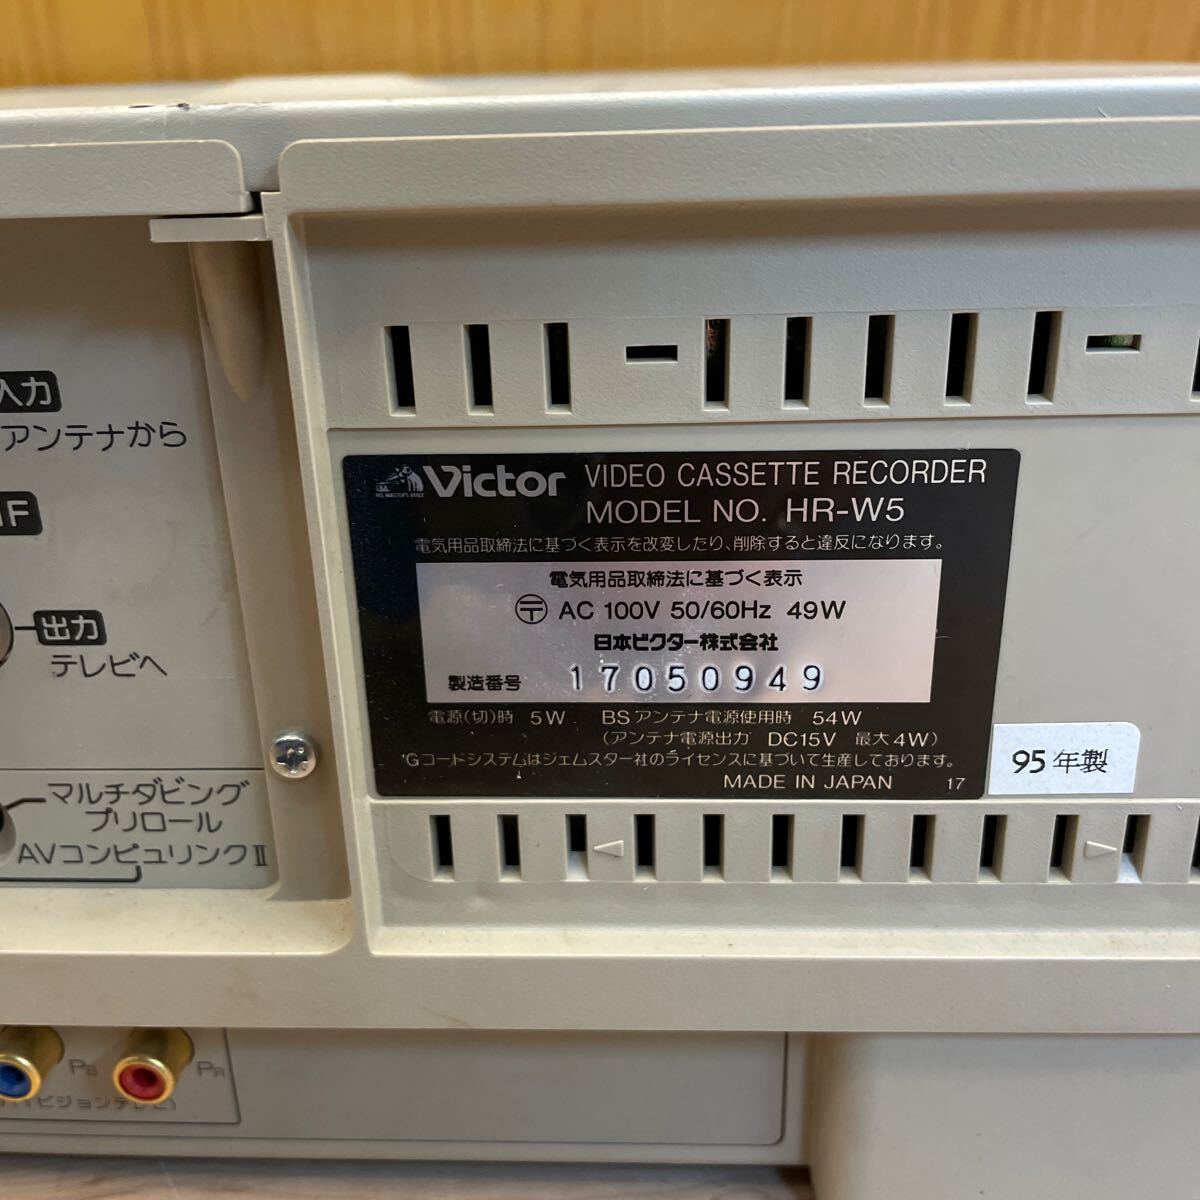 入力
アンテナから
IF
出力
テレビへ
マルチダビング
プリロール
AVコンピュリンクII
PB
PR
Victor
VIDEO CASSETTE RECORDER
MODEL NO. HR-W5
電気用品取締法に基づく表示を改変したり、削除すると違反になります。
電気用品取締法に基づく表示
〒 AC 100V 50/60Hz 49W
日本ビクター株式会社
製造番号 17050949
電源(切)時 5W BSアンテナ電源使用時 54W
(アンテナ電源出力 DC15V 最大4W)
'Gコードシステムはジェムスター社のライセンスに基づいて生産しております。
MADE IN JAPAN 17
95年製